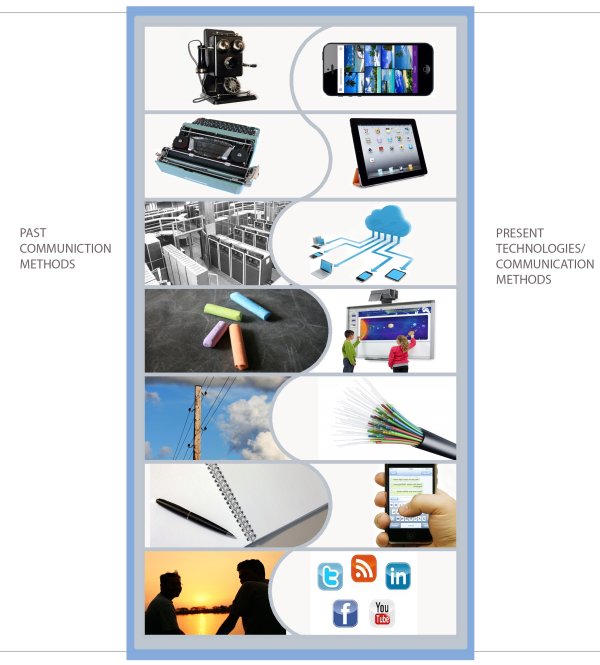 PAST
COMMUNICTION
METHODS
PRESENT
TECHNOLOGIES/
COMMUNICATION
METHODS
in
f
You
Tube